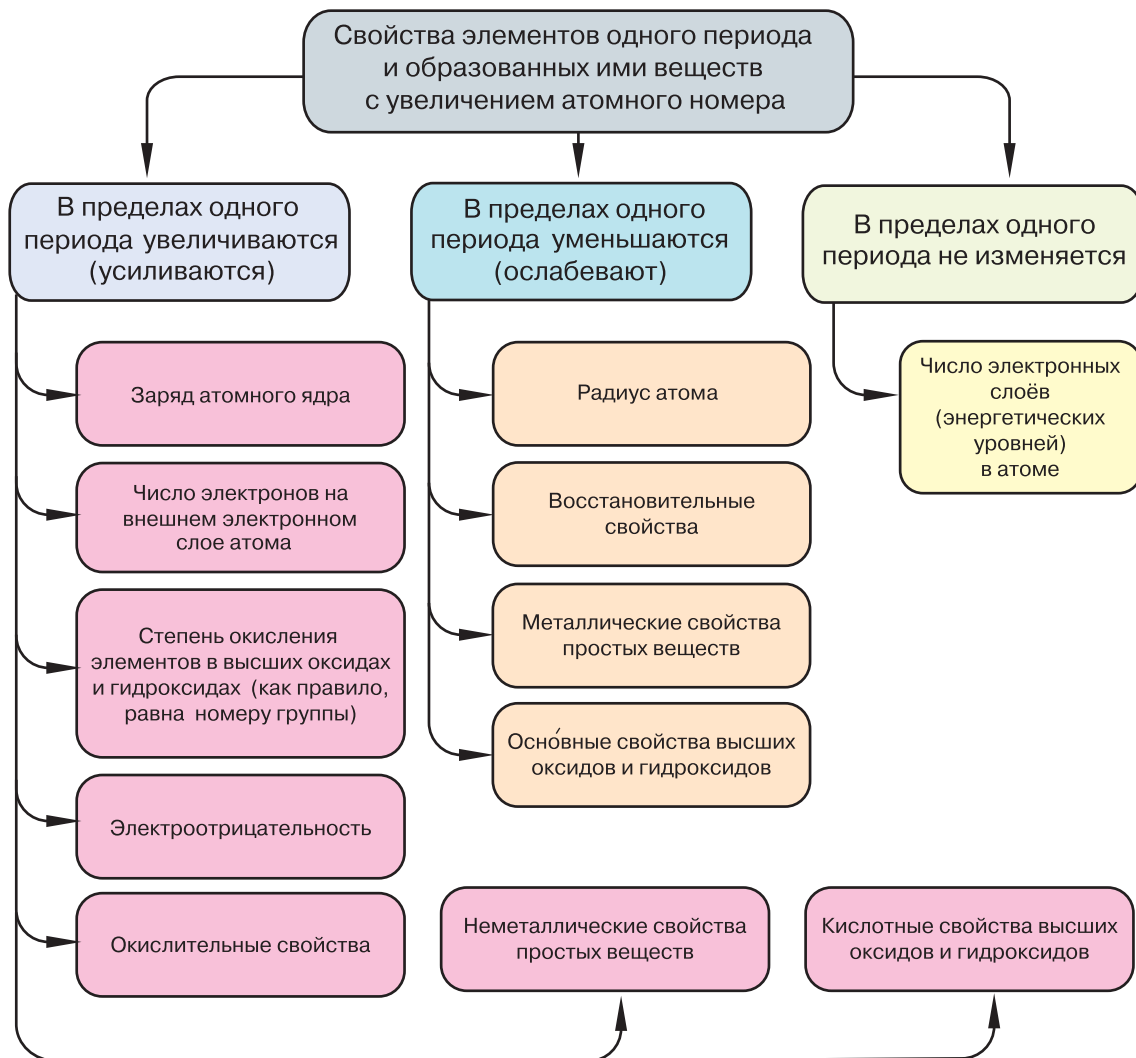 Свойства элементов одного периода
и образованных ими веществ
с увеличением атомного номера
В пределах одного
периода увеличиваются
(усиливаются)
Заряд атомного ядра
Число электронов на
внешнем электронном
слое атома
Степень окисления
элементов в высших оксидах
и гидроксидах (как правило,
равна номеру группы)
Электроотрицательность
Окислительные свойства
Неметаллические свойства
простых веществ
Кислотные свойства высших
оксидов и гидроксидов
В пределах одного
периода уменьшаются
(ослабевают)
Радиус атома
Восстановительные
свойства
Металлические свойства
простых веществ
Осно́вные свойства высших
оксидов и гидроксидов
В пределах одного
периода не изменяется
Число электронных
слоёв
(энергетических
уровней)
в атоме